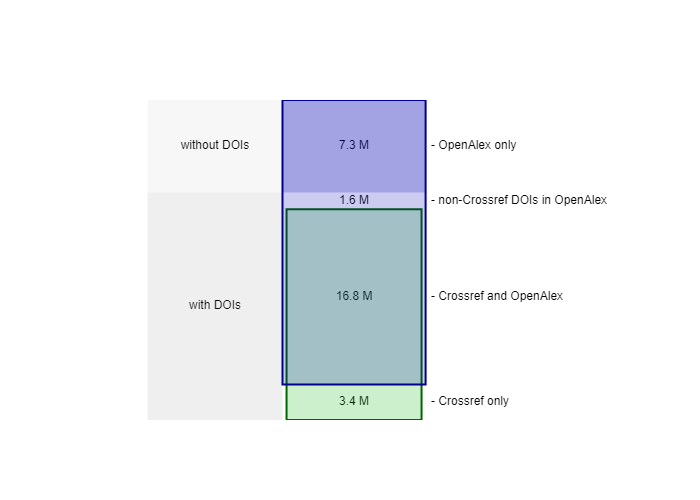 without DOIs 7.3 M - OpenAlex only
1.6 M - non-Crossref DOIs in OpenAlex
with DOIs 16.8 M - Crossref and OpenAlex
3.4 M - Crossref only